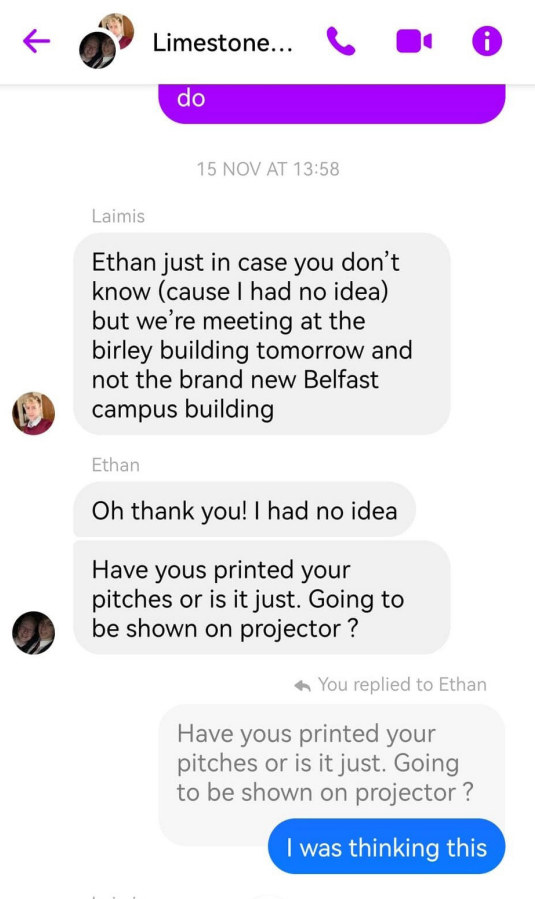 Limestone...
do
15 NOV AT 13:58
Laimis
Ethan just in case you don't
know (cause I had no idea)
but we're meeting at the
birley building tomorrow and
not the brand new Belfast
campus building
Ethan
Oh thank you! I had no idea
Have yous printed your
pitches or is it just. Going to
be shown on projector ?
You replied to Ethan
Have yous printed your
pitches or is it just. Going
to be shown on projector ?
I was thinking this